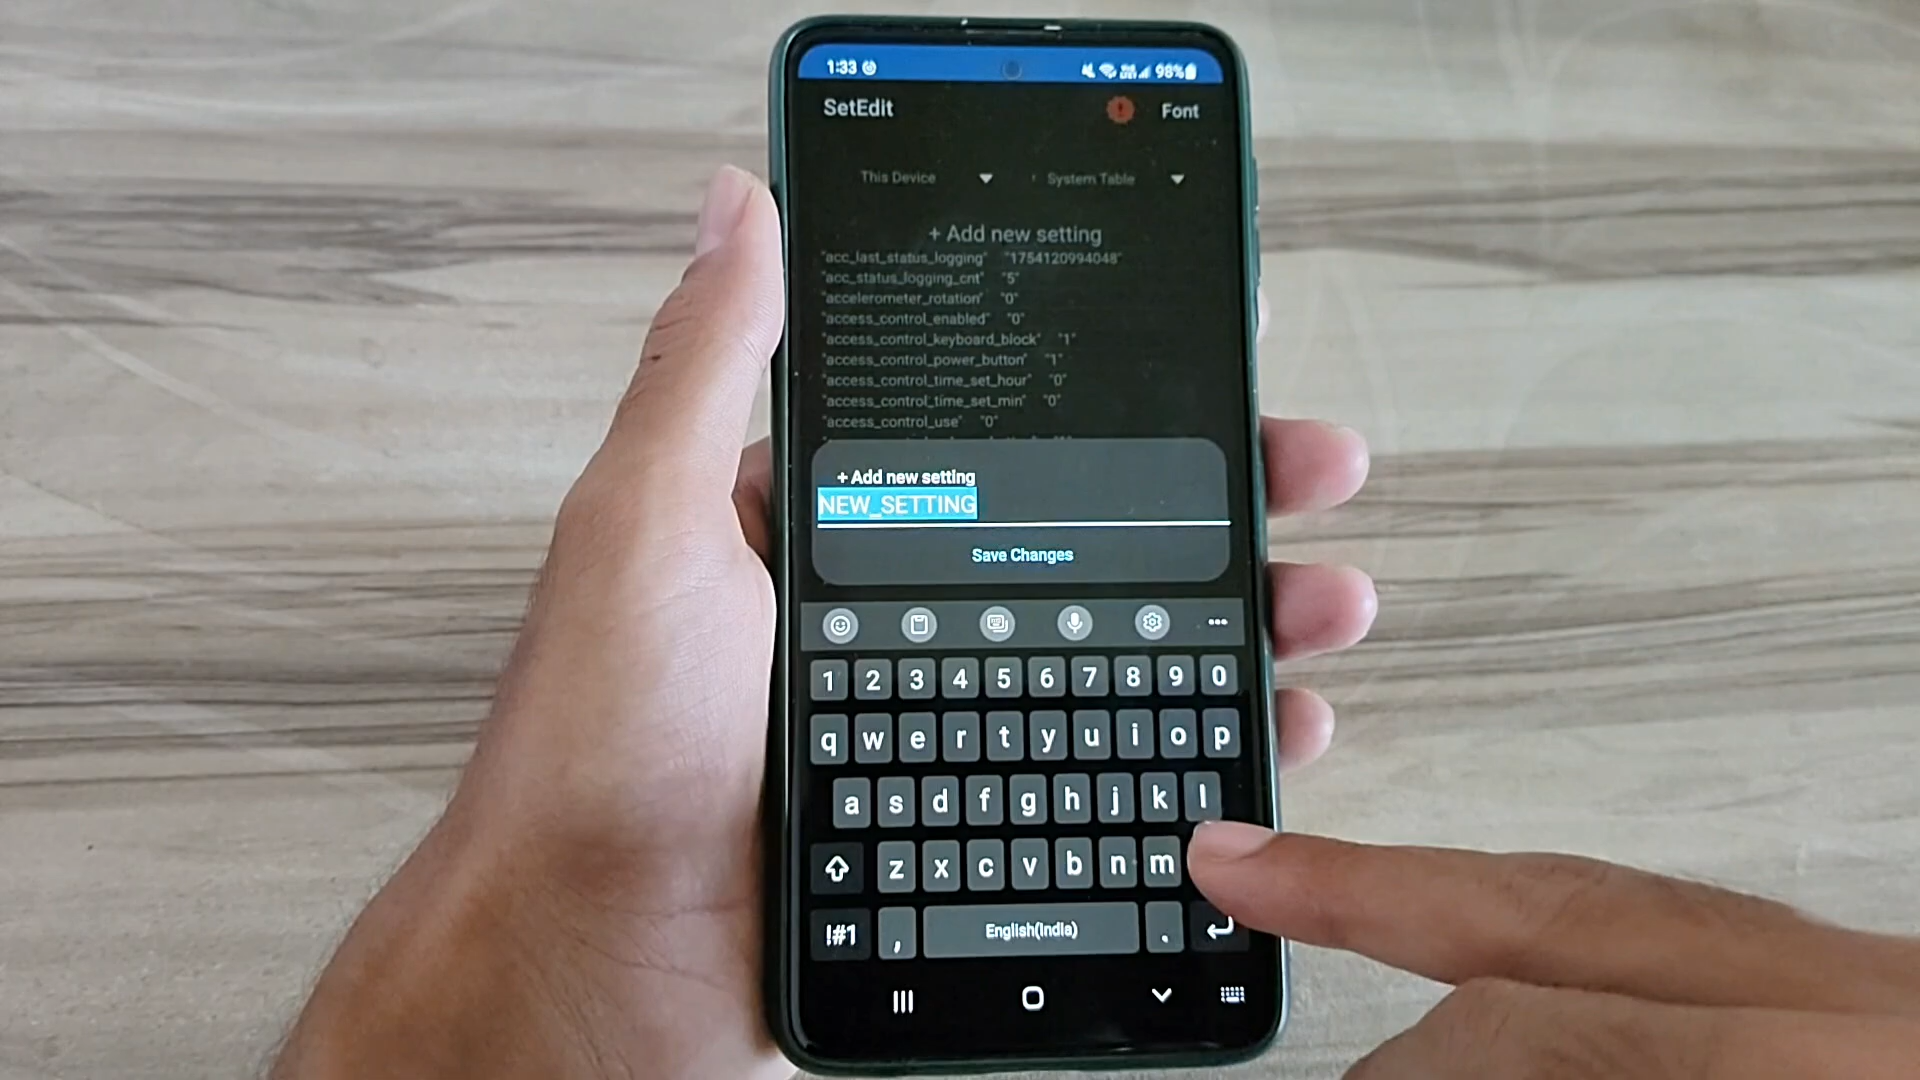 1:33 98%
SetEdit Font
This Device System Table
+ Add new setting
"acc_last_status_logging" "1754120994048"
"acc_status_logging_cnt" "5"
"accelerometer_rotation" "0"
"access_control_enabled" "0"
"access_control_keyboard_block" "1"
"access_control_power_button" "1"
"access_control_time_set_hour" "0"
"access_control_time_set_min" "0"
"access_control_use" "0"
+ Add new setting
NEW_SETTING
Save Changes
1 2 3 4 5 6 7 8 9 0
q w e r t y u i o p
a s d f g h j k l
z x c v b n m
!#1 , English(India) .